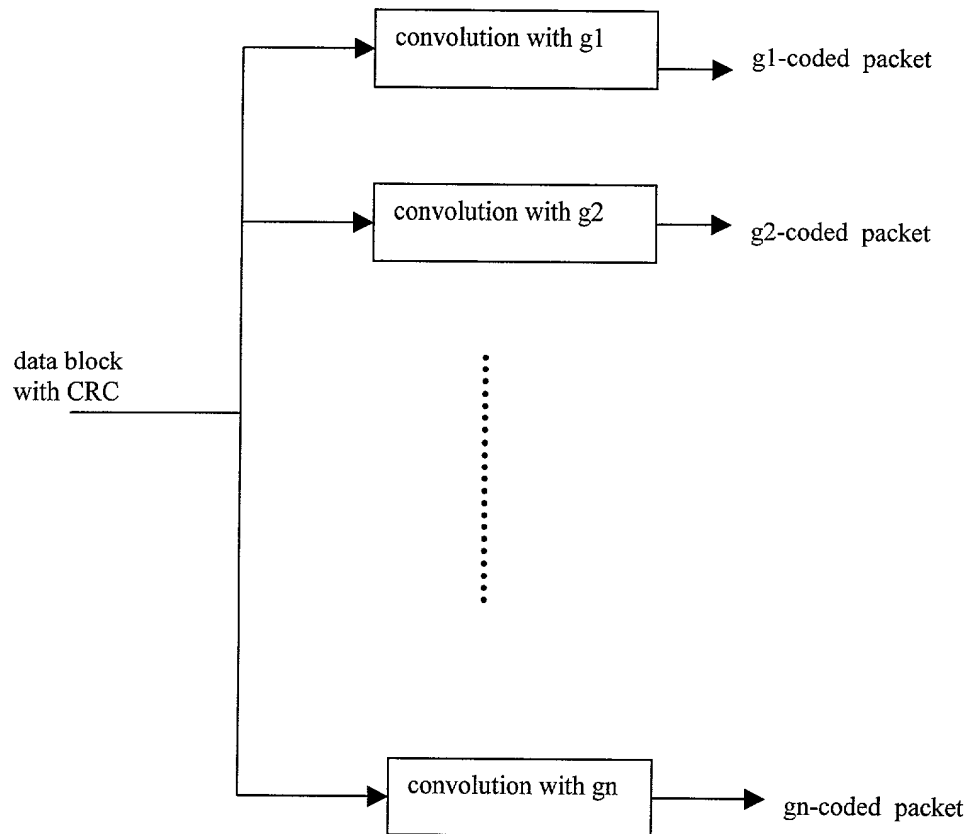 convolution with g1
g1-coded packet
convolution with g2
g2-coded packet
data block
with CRC
convolution with gn
gn-coded packet